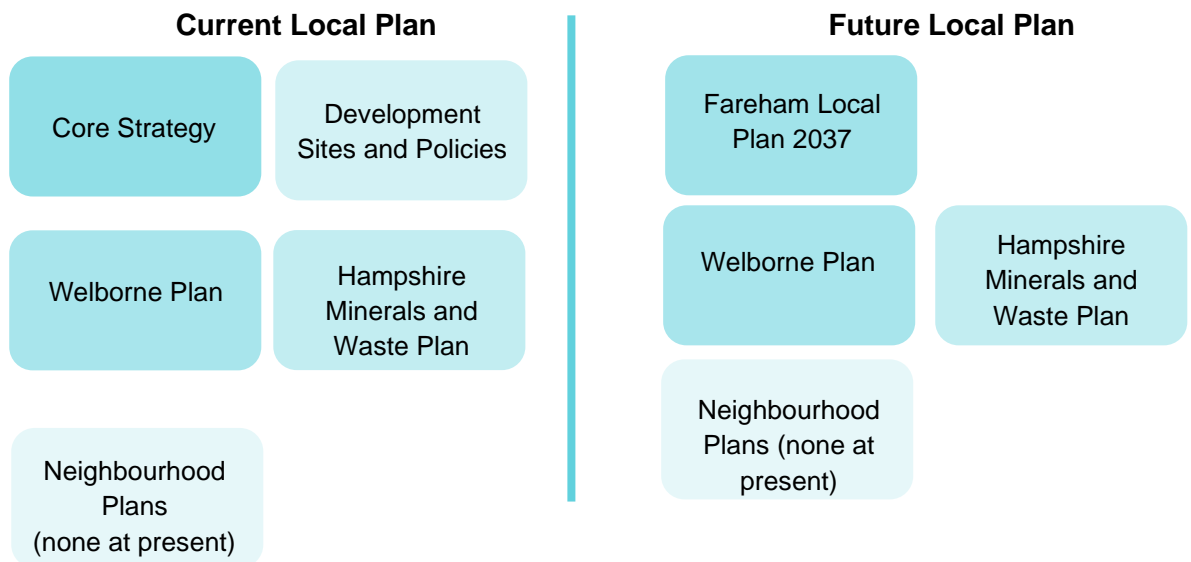 Current Local Plan
Core Strategy
Development
Sites and Policies
Welborne Plan
Hampshire
Minerals and
Waste Plan
Neighbourhood
Plans
(none at present)
Future Local Plan
Fareham Local
Plan 2037
Welborne Plan
Hampshire
Minerals and
Waste Plan
Neighbourhood
Plans (none at
present)